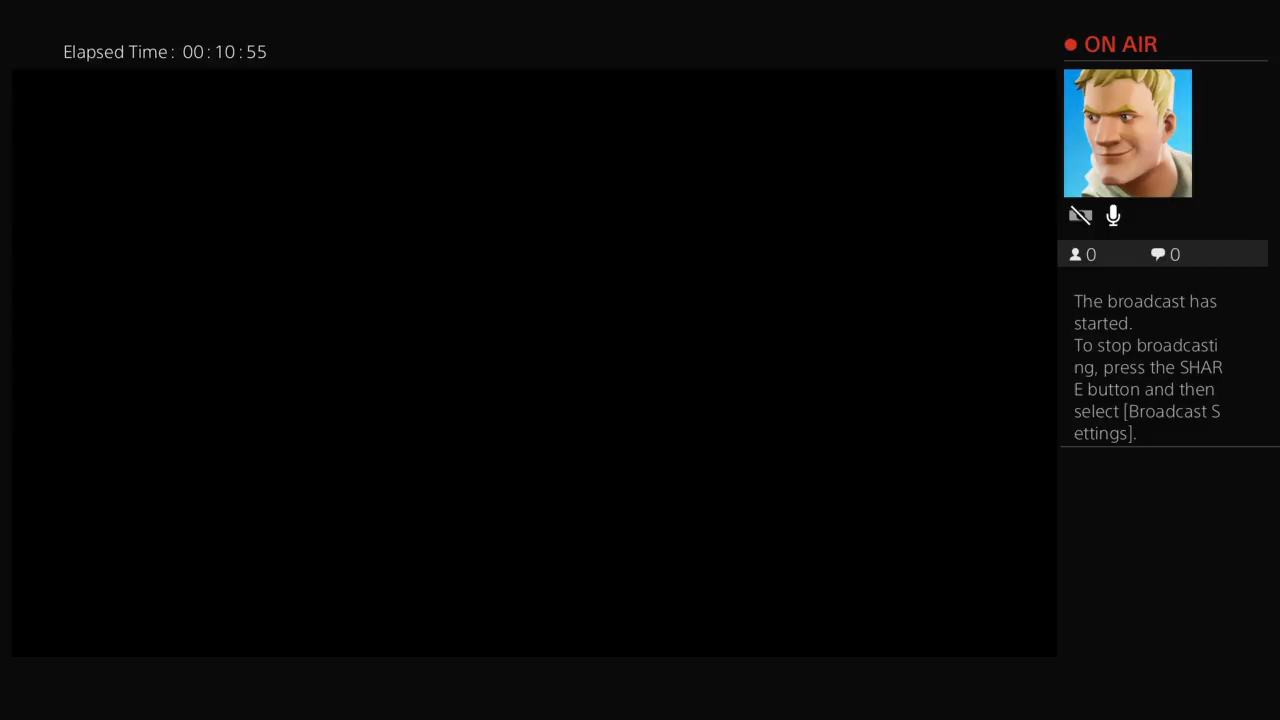 Elapsed Time: 00:10:55
ON AIR
0 0
The broadcast has
started.
To stop broadcasti
ng, press the SHAR
E button and then
select [Broadcast S
ettings].